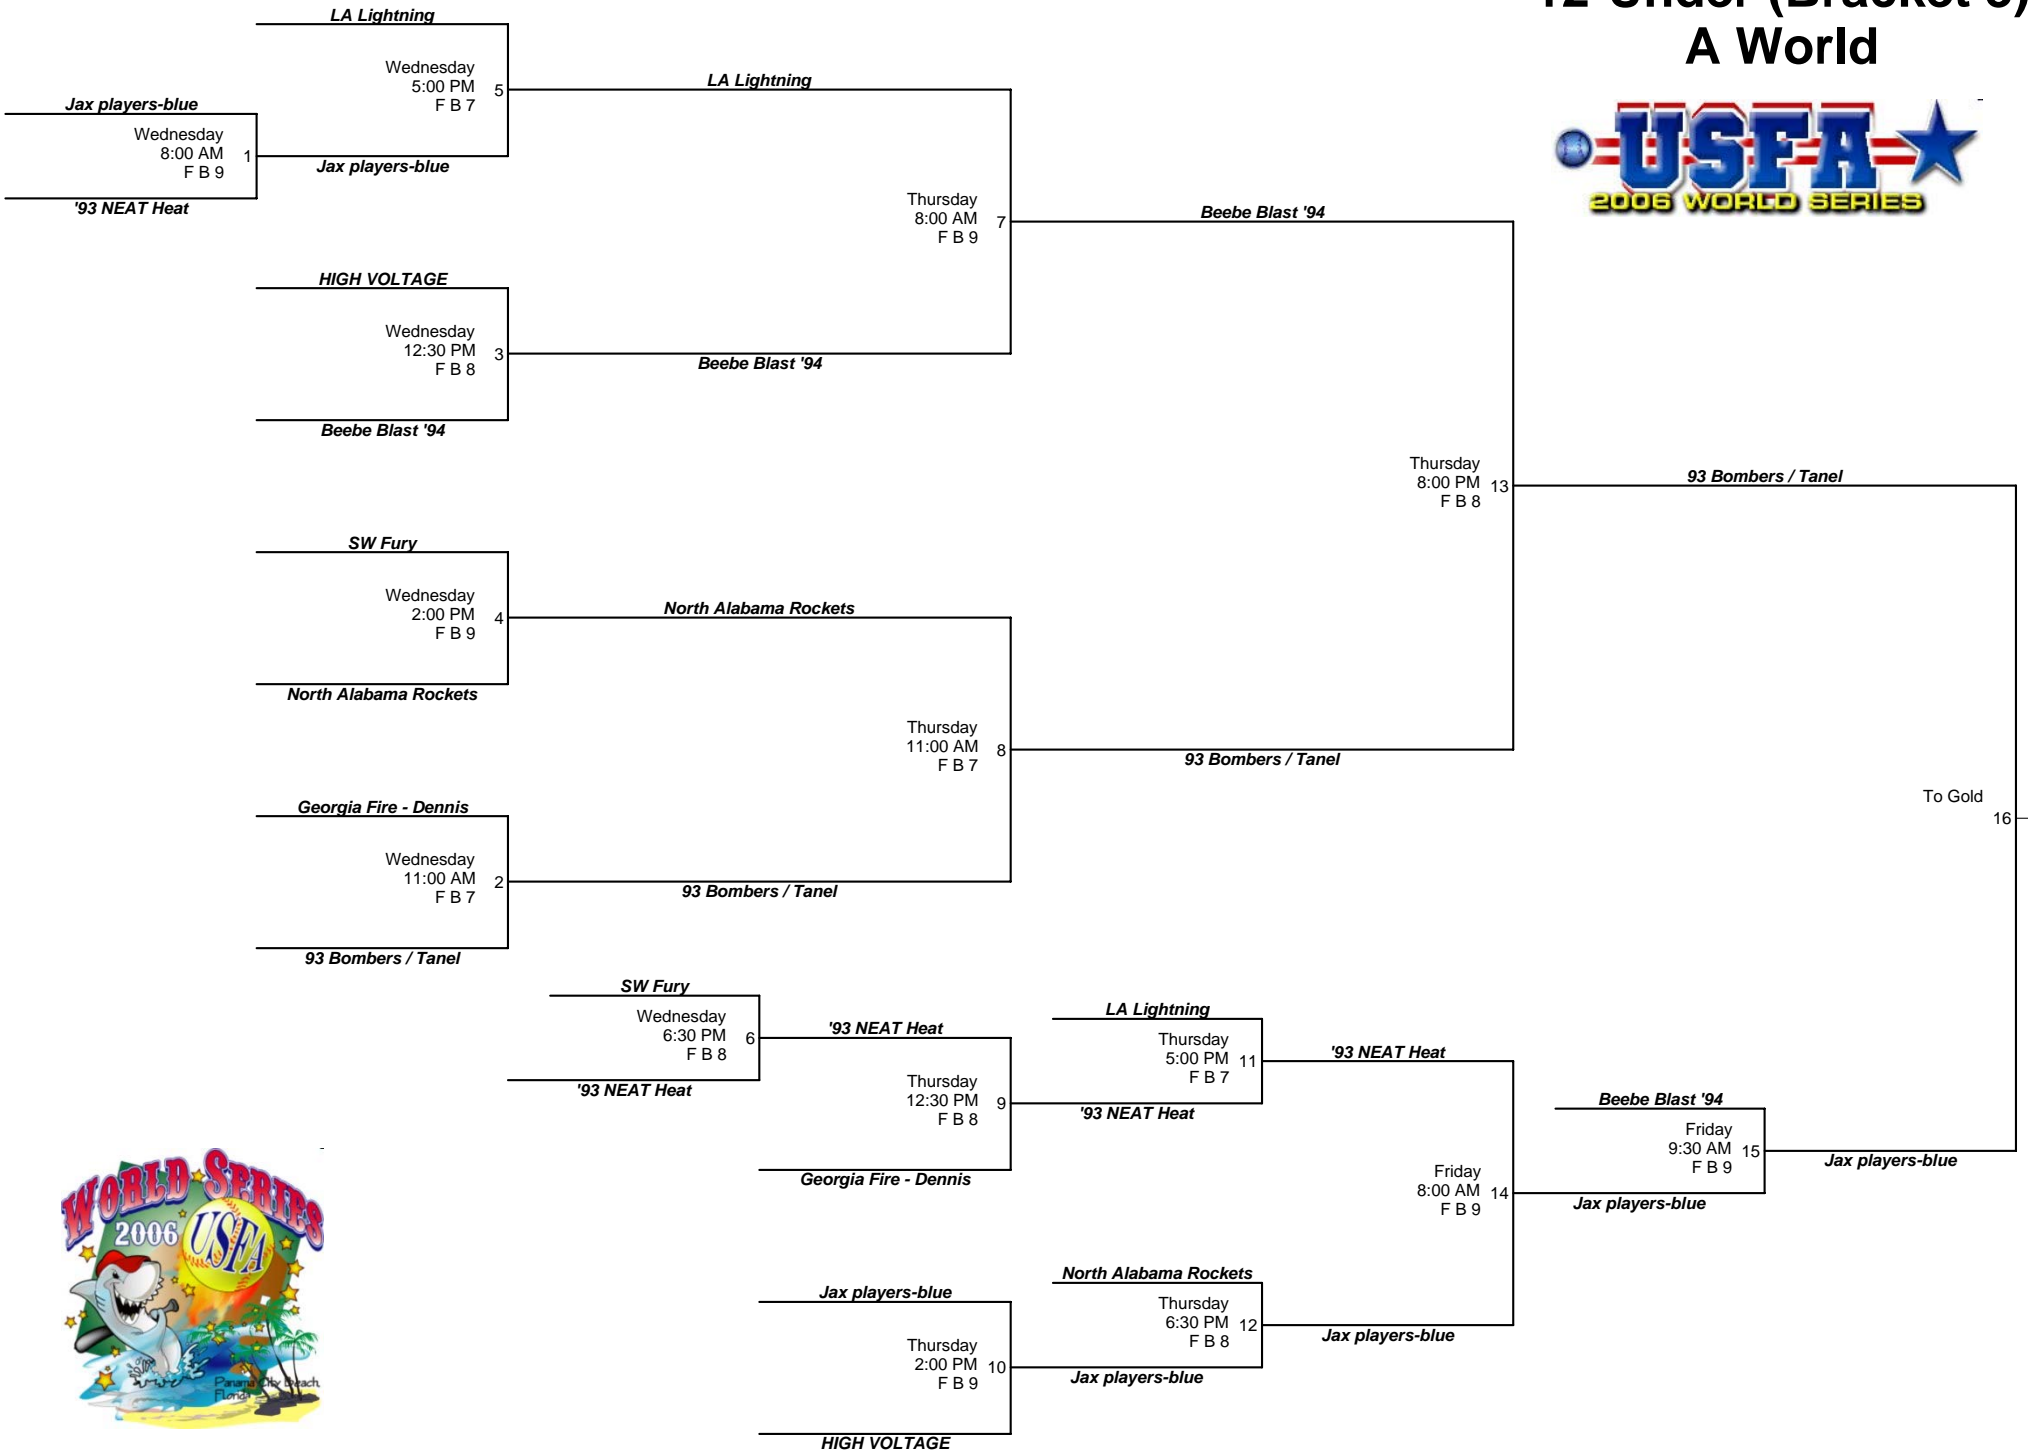 A World
USFA
2006 WORLD SERIES
LA Lightning
Wednesday
5:00 PM
F B 7
5
LA Lightning
Jax players-blue
Wednesday
8:00 AM
F B 9
1
Jax players-blue
'93 NEAT Heat
Thursday
8:00 AM
F B 9
7
Beebe Blast '94
HIGH VOLTAGE
Wednesday
12:30 PM
F B 8
3
Beebe Blast '94
Beebe Blast '94
Thursday
8:00 PM
F B 8
13
93 Bombers / Tanel
SW Fury
Wednesday
2:00 PM
F B 9
4
North Alabama Rockets
North Alabama Rockets
Thursday
11:00 AM
F B 7
8
93 Bombers / Tanel
Georgia Fire - Dennis
Wednesday
11:00 AM
F B 7
2
93 Bombers / Tanel
93 Bombers / Tanel
To Gold
16
SW Fury
Wednesday
6:30 PM
F B 8
6
'93 NEAT Heat
'93 NEAT Heat
Thursday
12:30 PM
F B 8
9
'93 NEAT Heat
Georgia Fire - Dennis
LA Lightning
Thursday
5:00 PM
F B 7
11
'93 NEAT Heat
Beebe Blast '94
Friday
9:30 AM
F B 9
15
Jax players-blue
Friday
8:00 AM
F B 9
14
Jax players-blue
North Alabama Rockets
Thursday
6:30 PM
F B 8
12
Jax players-blue
Jax players-blue
Thursday
2:00 PM
F B 9
10
Jax players-blue
HIGH VOLTAGE
WORLD SERIES
2006
USFA
Panama City Beach,
Florida